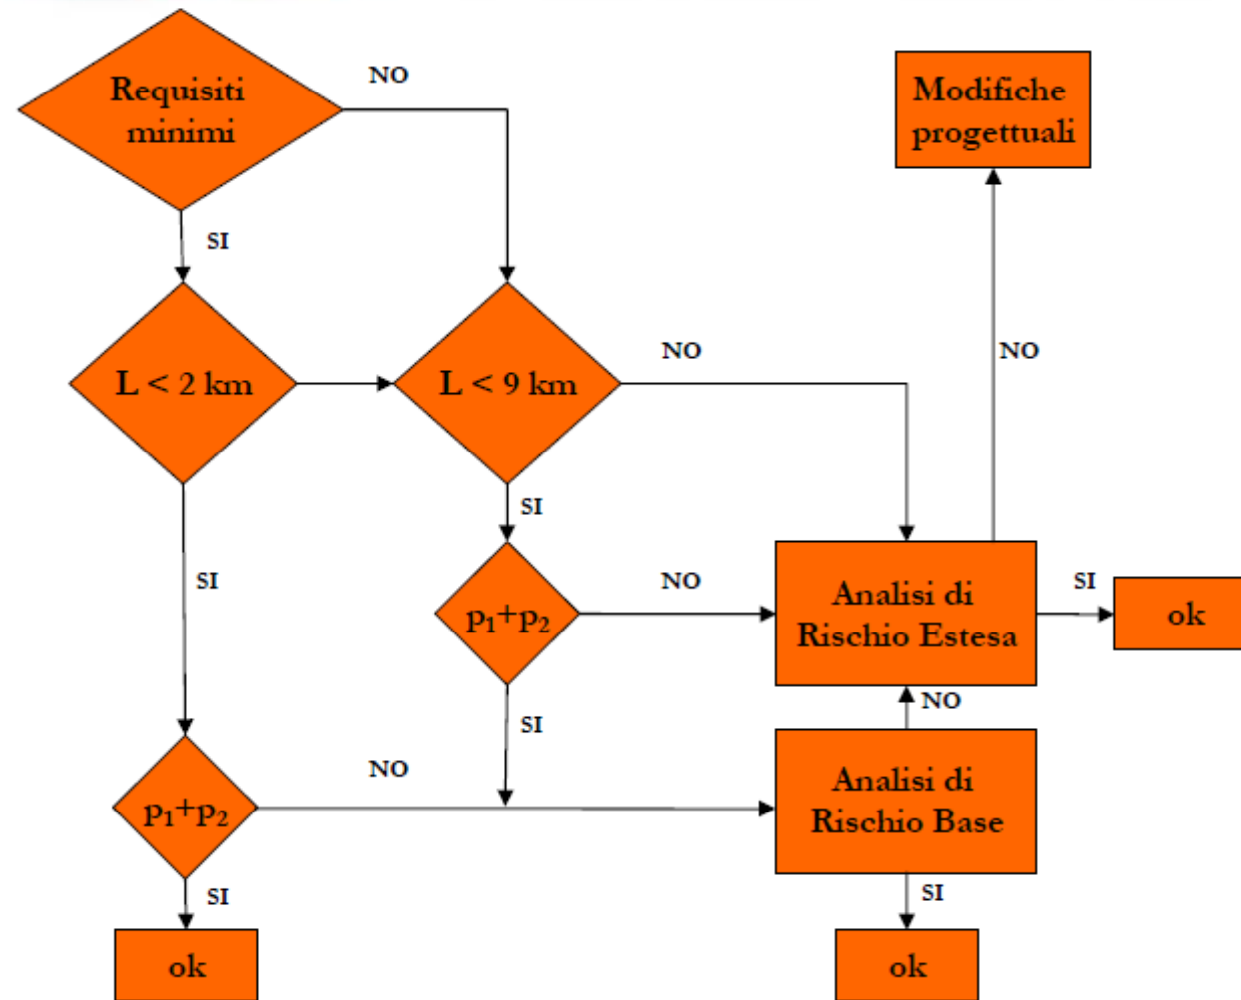 Requisiti
minimi
NO
Modifiche
progettuali
SI
L < 2 km
L < 9 km
NO
NO
SI
SI
p₁+p₂
NO
Analisi di
Rischio Estesa
SI
ok
SI
NO
p₁+p₂
NO
Analisi di
Rischio Base
SI
ok
SI
ok